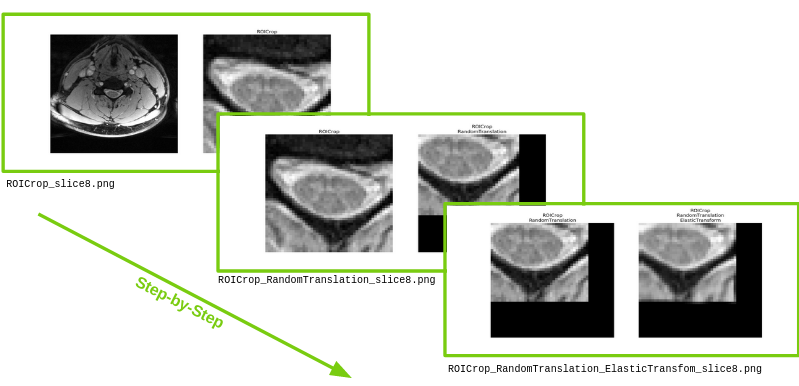 ROICrop
ROICrop_slice8.png
ROICrop
ROICrop
RandomTranslation
ROICrop_RandomTranslation_slice8.png
ROICrop
RandomTranslation
ROICrop
RandomTranslation
ElasticTransform
ROICrop_RandomTranslation_ElasticTransfom_slice8.png
Step-by-Step